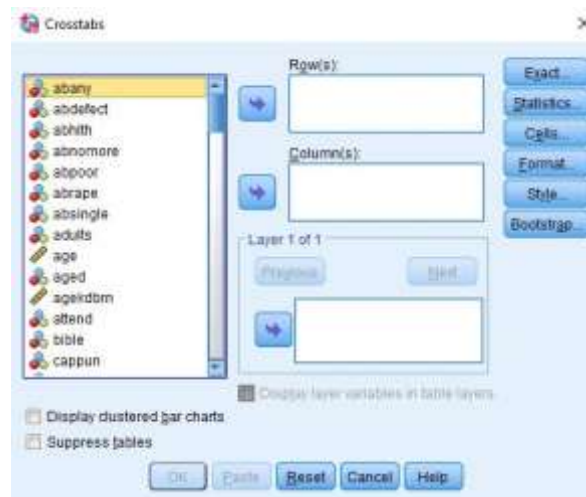 Crosstabs
abany
abdefect
abhlth
abnomore
abpoor
abrape
absingle
adults
age
aged
agekdbrn
attend
bible
cappun
Row(s):
Column(s):
Layer 1 of 1
Previous
Next
Display layer variables in table layers
Exact...
Statistics...
Cells...
Format...
Style...
Bootstrap...
Display clustered bar charts
Suppress tables
OK
Paste
Reset
Cancel
Help